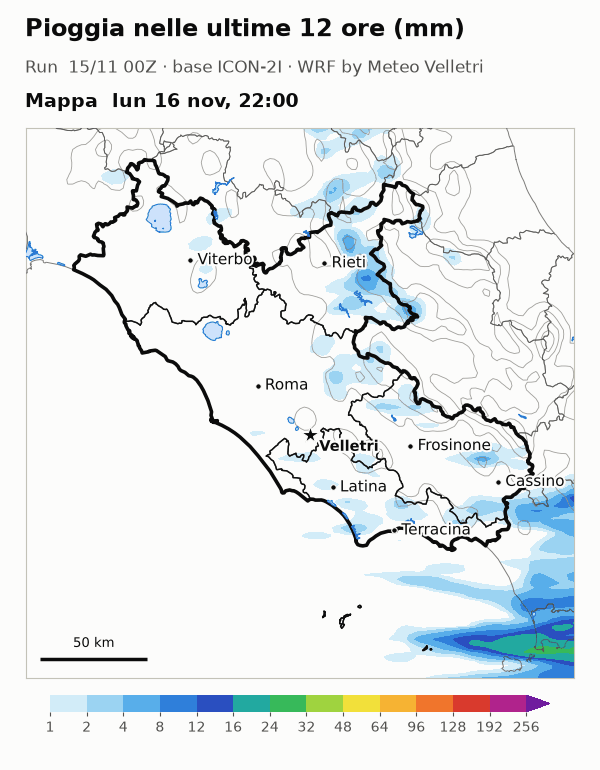 Pioggia nelle ultime 12 ore (mm)
Run  15/11 00Z · base ICON-2I · WRF by Meteo Velletri
Mappa  lun 16 nov, 22:00
Viterbo
Rieti
Roma
Velletri
Frosinone
Latina
Cassino
Terracina
50 km
1 2 4 8 12 16 24 32 48 64 96 128 192 256